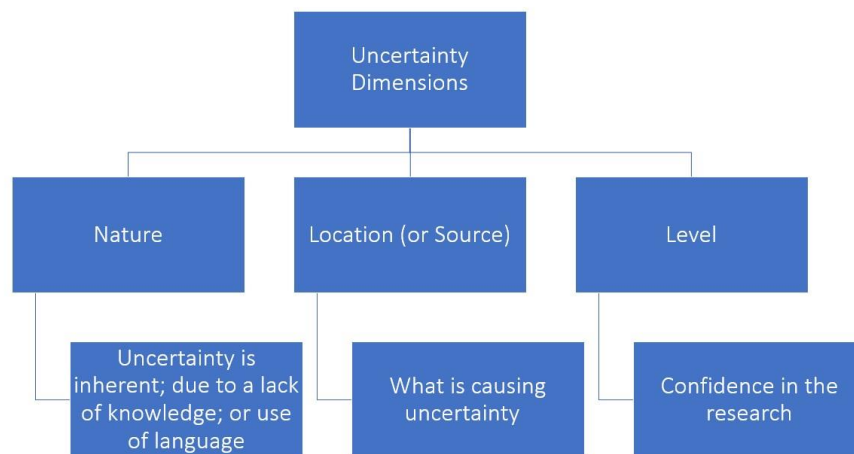 Uncertainty
Dimensions
Nature
Location (or Source)
Level
Uncertainty is
inherent; due to a lack
of knowledge; or use
of language
What is causing
uncertainty
Confidence in the
research